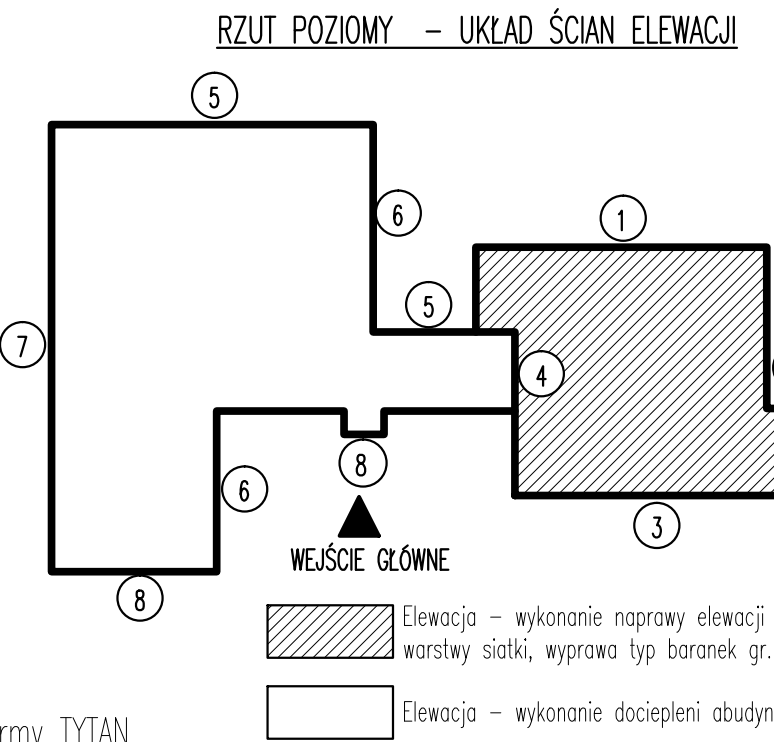 RZUT POZIOMY – UKŁAD ŚCIAN ELEWACJI
5
6
1
5
7
4
6
8
3
WEJŚCIE GŁÓWNE
8
Elewacja – wykonanie naprawy elewacji
warstwy siatki, wyprawa typ baranek gr.
Elewacja – wykonanie dociepleni abudyn
rmy TYTAN